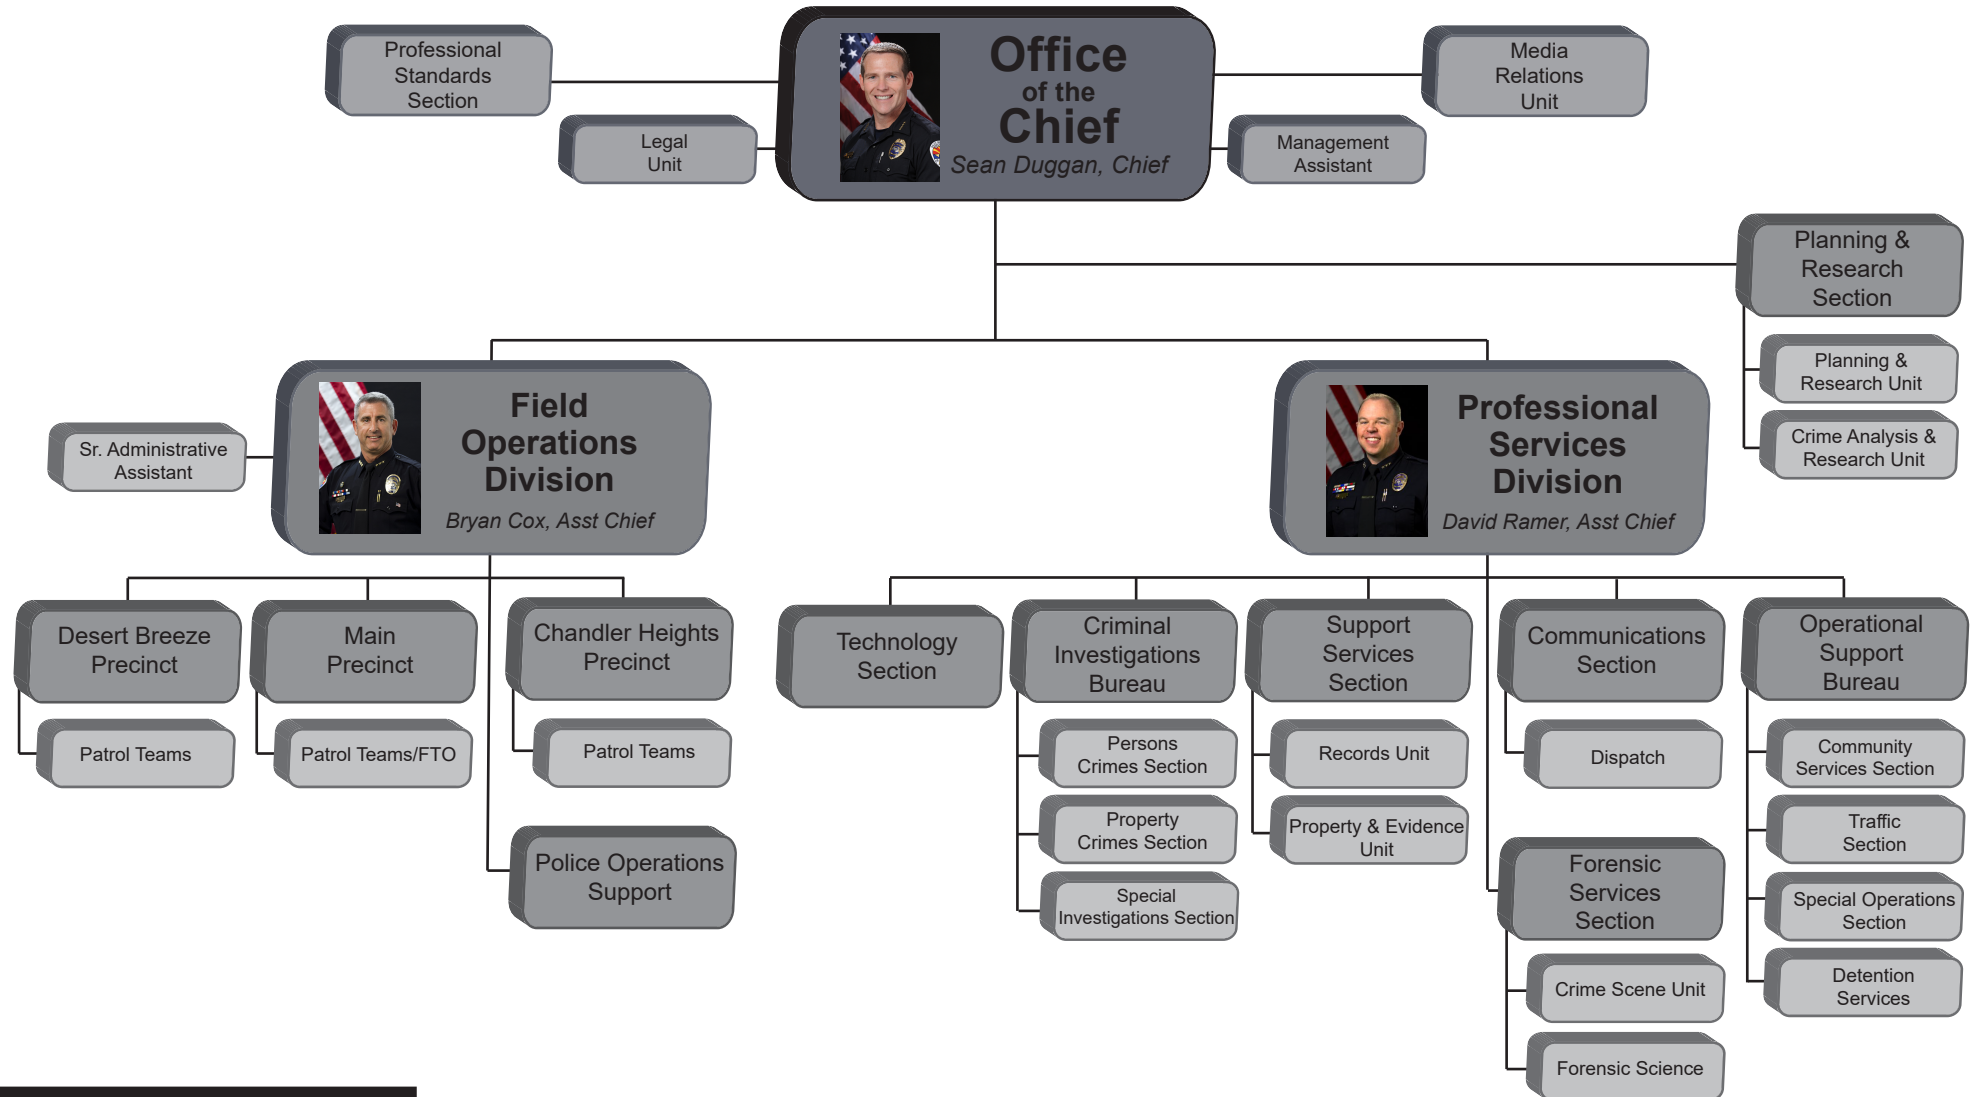 Professional
Standards
Section
Office
of the
Chief
Sean Duggan, Chief
Media
Relations
Unit
Legal
Unit
Management
Assistant
Planning &
Research
Section
Planning &
Research Unit
Crime Analysis &
Research Unit
Sr. Administrative
Assistant
Field
Operations
Division
Bryan Cox, Asst Chief
Professional
Services
Division
David Ramer, Asst Chief
Desert Breeze
Precinct
Patrol Teams
Main
Precinct
Patrol Teams/FTO
Chandler Heights
Precinct
Patrol Teams
Police Operations
Support
Technology
Section
Criminal
Investigations
Bureau
Persons
Crimes Section
Property
Crimes Section
Special
Investigations Section
Support
Services
Section
Records Unit
Property & Evidence
Unit
Communications
Section
Dispatch
Forensic
Services
Section
Crime Scene Unit
Forensic Science
Operational
Support
Bureau
Community
Services Section
Traffic
Section
Special Operations
Section
Detention
Services